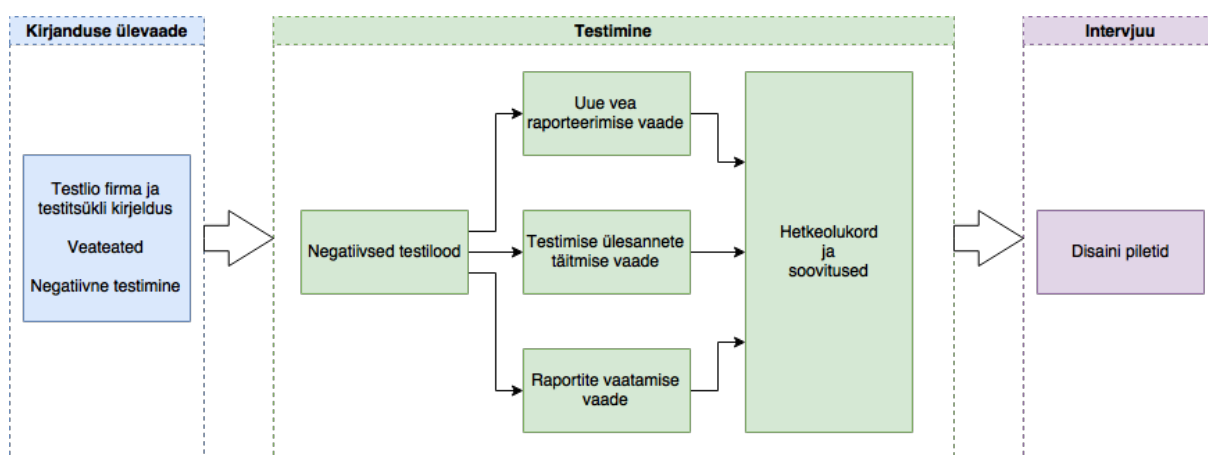 Kirjanduse ülevaade
Testlio firma ja
testitsükli kirjeldus
Veateated
Negatiivne testimine
Testimine
Negatiivsed testilood
Uue vea
raporteerimise vaade
Testimise ülesannete
täitmise vaade
Raportite vaatamise
vaade
Hetkeolukord
ja
soovitused
Intervjuu
Disaini piletid